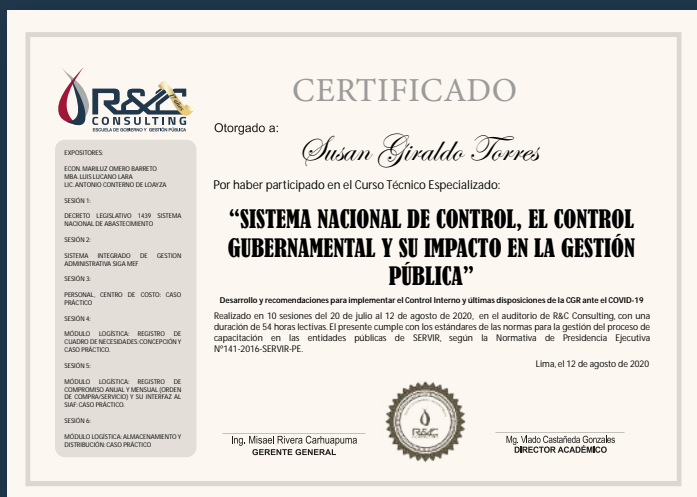 R&C
CONSULTING
ESCUELA DE GOBIERNO Y GESTIÓN PÚBLICA
EXPOSITORES:
ECON. MARILUZ OMERO BARRETO
MBA. LUIS LUCANO LARA
LIC. ANTONIO CONTERNO DE LOAYZA
SESIÓN 1:
DECRETO LEGISLATIVO 1439 SISTEMA
NACIONAL DE ABASTECIMIENTO
SESIÓN 2:
SISTEMA INTEGRADO DE GESTION
ADMINISTRATIVA SIGA MEF
SESIÓN 3:
PERSONAL, CENTRO DE COSTO: CASO
PRÁCTICO
SESIÓN 4:
MÓDULO LOGÍSTICA: REGISTRO DE
CUADRO DE NECESIDADES: CONCEPCIÓN Y
CASO PRÁCTICO.
SESIÓN 5:
MÓDULO LOGÍSTICA: REGISTRO DE
COMPROMISO ANUAL Y MENSUAL (ORDEN
DE COMPRA/SERVICIO) Y SU INTERFAZ AL
SIAF: CASO PRÁCTICO.
SESIÓN 6:
MÓDULO LOGÍSTICA: ALMACENAMIENTO Y
DISTRIBUCIÓN: CASO PRÁCTICO
CERTIFICADO
Otorgado a:
Susan Giraldo Torres
Por haber participado en el Curso Técnico Especializado:
“SISTEMA NACIONAL DE CONTROL, EL CONTROL
GUBERNAMENTAL Y SU IMPACTO EN LA GESTIÓN
PÚBLICA”
Desarrollo y recomendaciones para implementar el Control Interno y últimas disposiciones de la CGR ante el COVID-19
Realizado en 10 sesiones del 20 de julio al 12 de agosto de 2020, en el auditorio de R&C Consulting, con una
duración de 54 horas lectivas. El presente cumple con los estándares de las normas para la gestión del proceso de
capacitación en las entidades públicas de SERVIR, según la Normativa de Presidencia Ejecutiva
N°141-2016-SERVIR-PE.
Lima, el 12 de agosto de 2020
R&C
Ing. Misael Rivera Carhuapuma
GERENTE GENERAL
Mg. Vlado Castañeda Gonzales
DIRECTOR ACADÉMICO